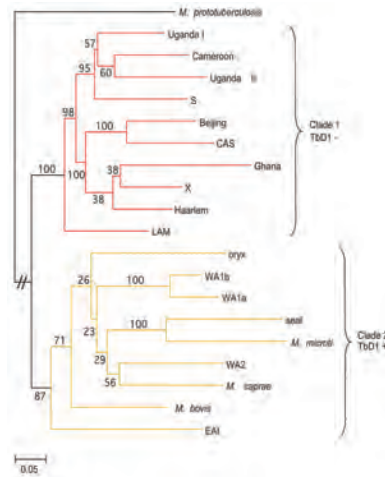 M. prototuberculosis
Uganda I
57
Cameroon
95
60
Uganda II
S
98
Beijing
100
CAS
Ghana
38
100
100
X
38
Haarlem
LAM
Clade 1
TbD1 -
oryx
26
WA1b
100
WA1a
seal
100
23
M. microti
71
29
WA2
56
M. caprae
87
M. bovis
EAI
Clade 2
TbD1 +
0.05